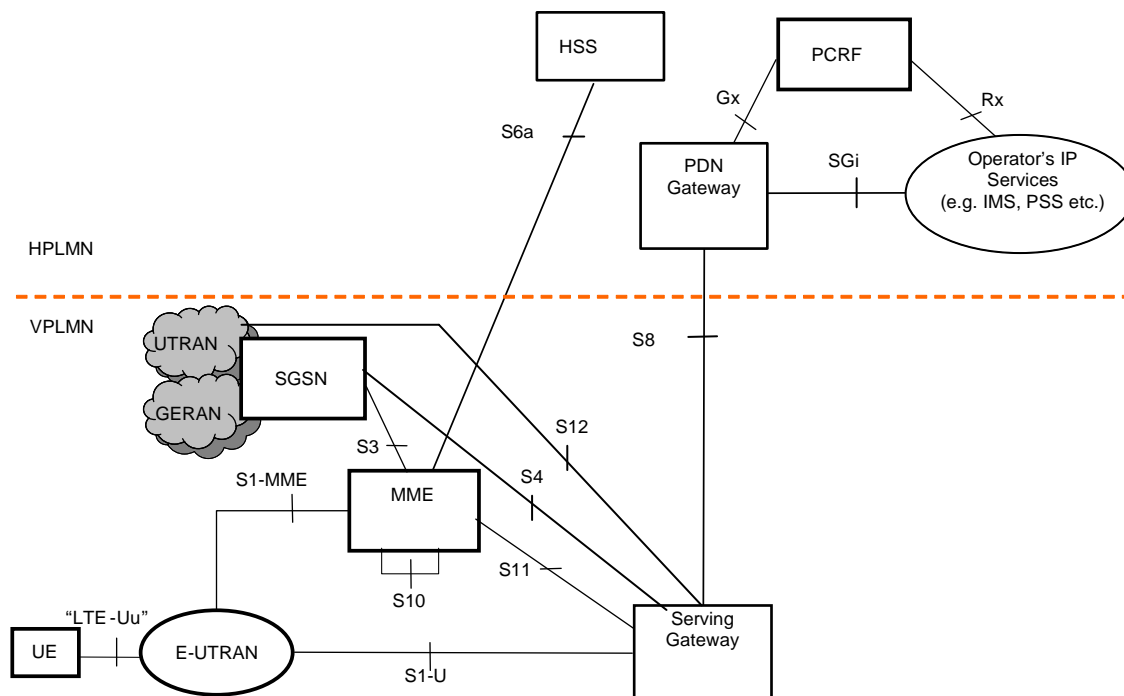 HSS
PCRF
Gx
Rx
S6a
PDN
Gateway
SGi
Operator's IP
Services
(e.g. IMS, PSS etc.)
HPLMN
VPLMN
UTRAN
S8
SGSN
GERAN
S12
S3
S4
S1-MME
MME
S11
S10
"LTE-Uu"
Serving
Gateway
UE
E-UTRAN
S1-U